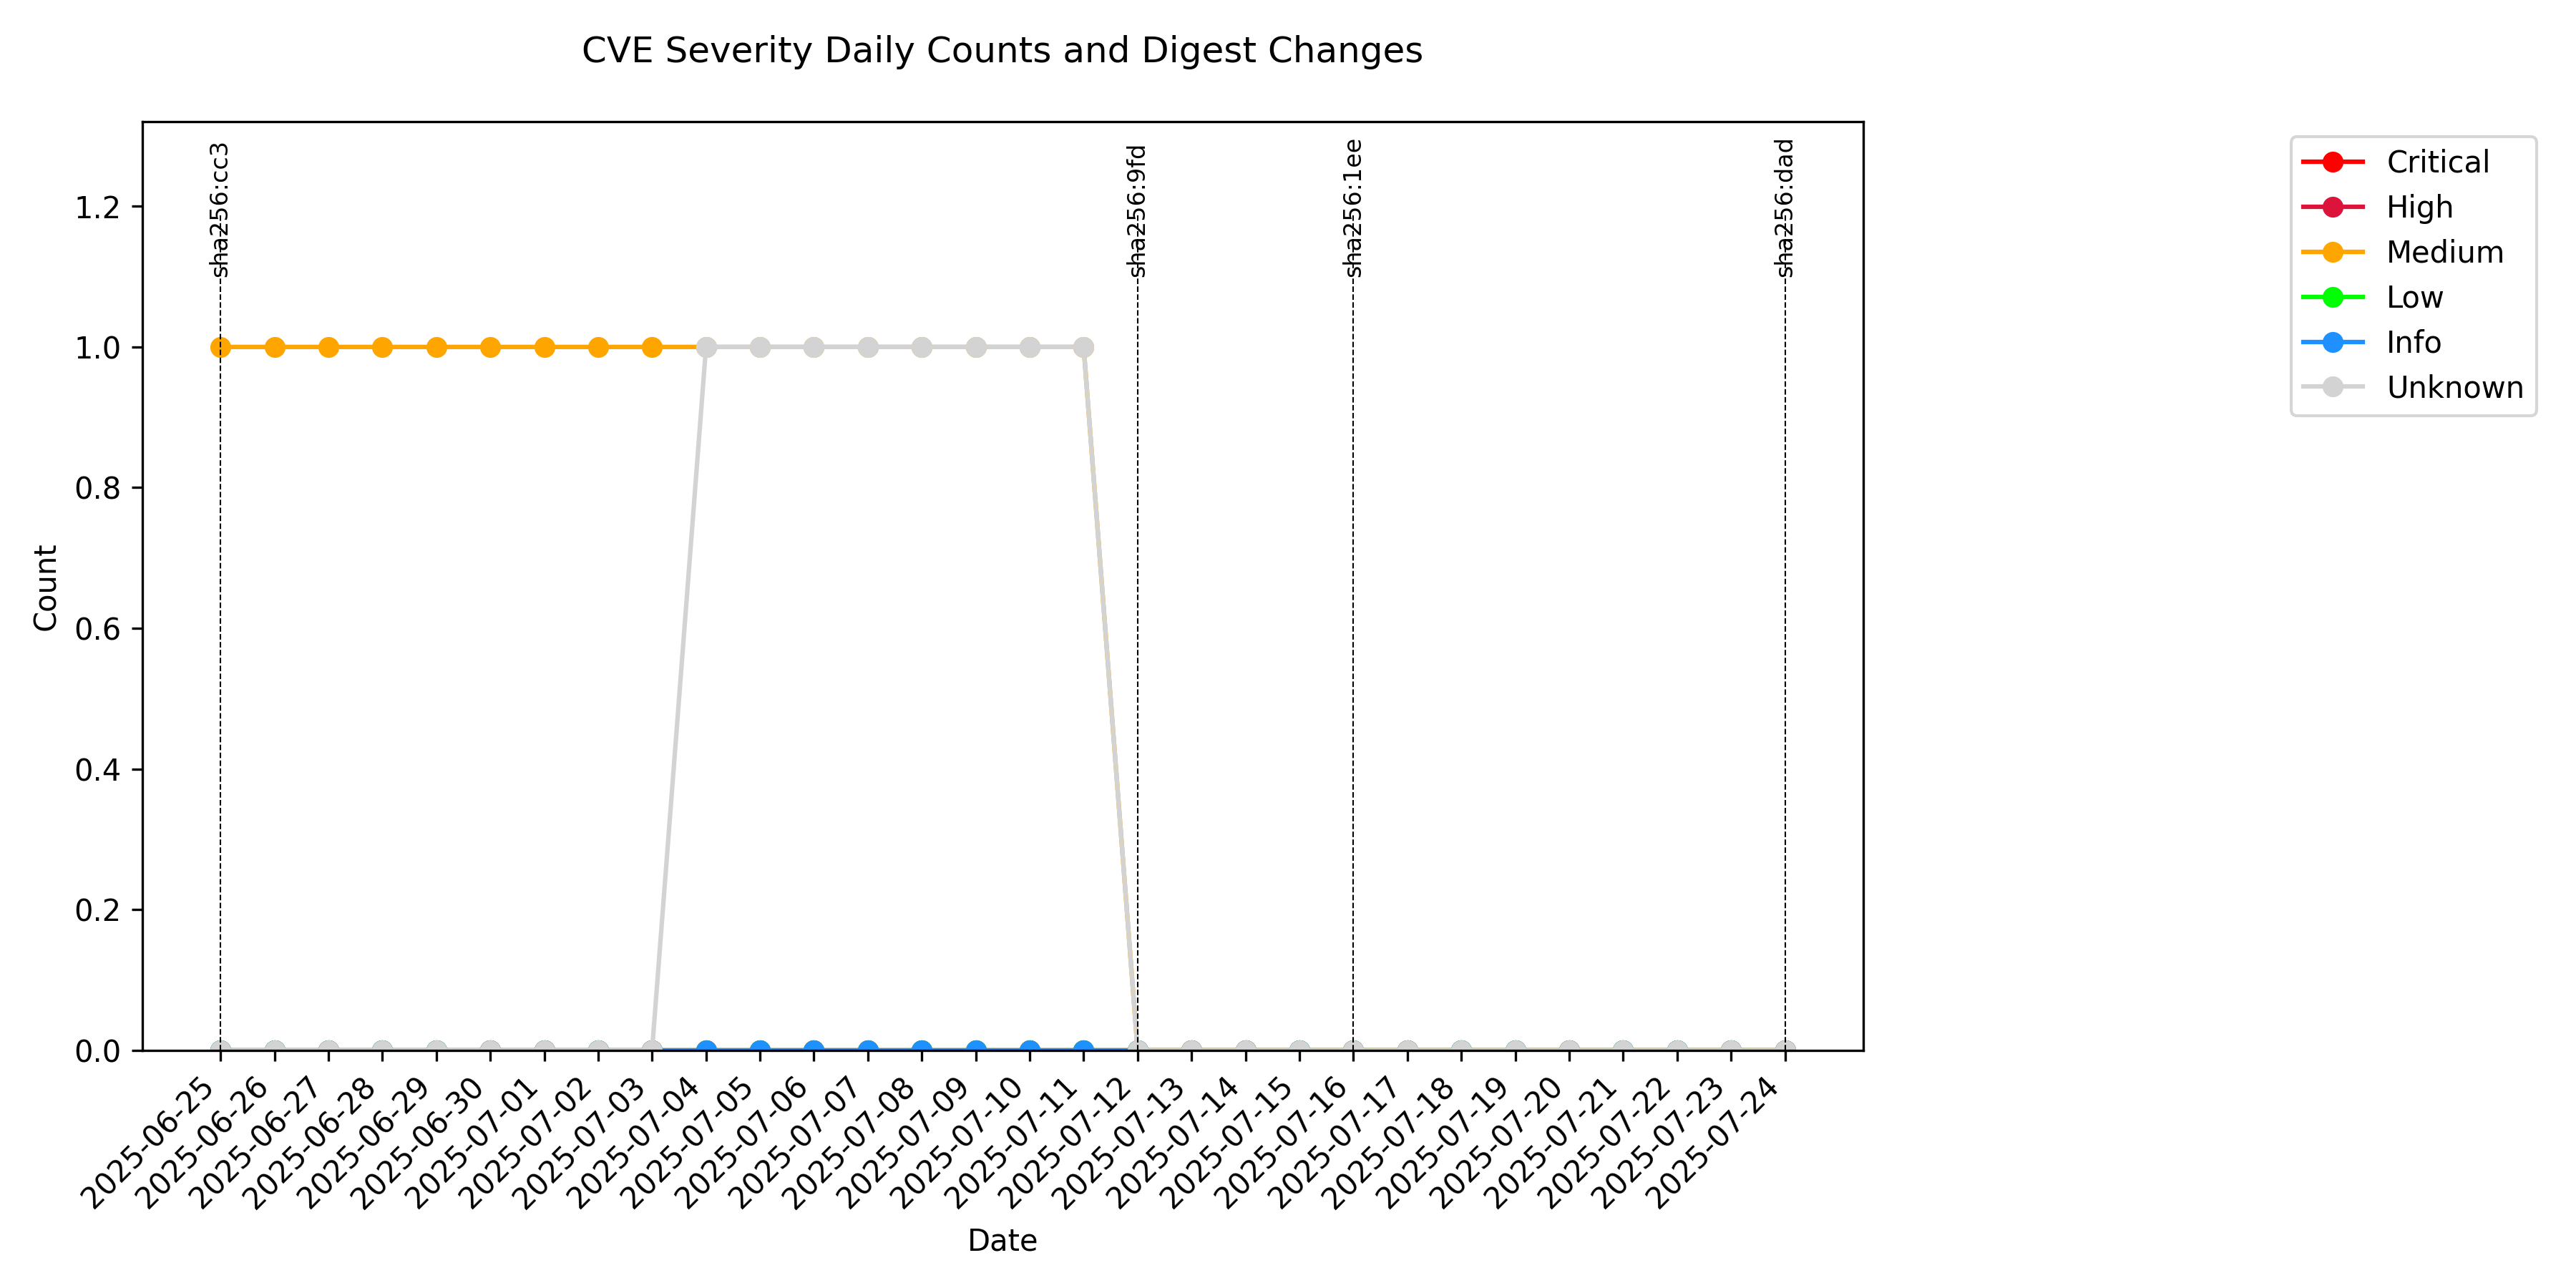 CVE Severity Daily Counts and Digest Changes
sha256:cc3
sha256:9fd
sha256:1ee
sha256:dad
Critical
High
Medium
Low
Info
Unknown
1.2
1.0
0.8
0.6
0.4
0.2
0.0
Count
2025-06-25
2025-06-26
2025-06-27
2025-06-28
2025-06-29
2025-06-30
2025-07-01
2025-07-02
2025-07-03
2025-07-04
2025-07-05
2025-07-06
2025-07-07
2025-07-08
2025-07-09
2025-07-10
2025-07-11
2025-07-12
2025-07-13
2025-07-14
2025-07-15
2025-07-16
2025-07-17
2025-07-18
2025-07-19
2025-07-20
2025-07-21
2025-07-22
2025-07-23
2025-07-24
Date